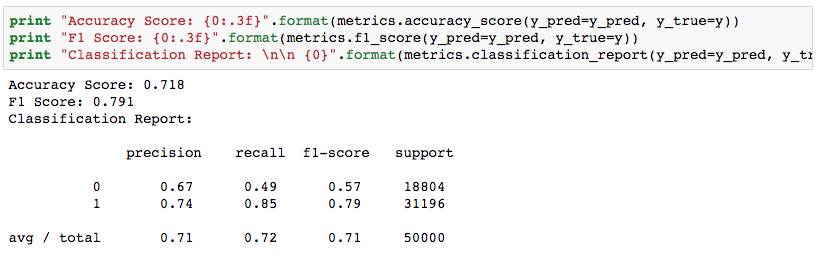 print "Accuracy Score: {0:.3f}".format(metrics.accuracy_score(y_pred=y_pred, y_true=y))
print "F1 Score: {0:.3f}".format(metrics.f1_score(y_pred=y_pred, y_true=y))
print "Classification Report: \n\n {0}".format(metrics.classification_report(y_pred=y_pred, y_tr
Accuracy Score: 0.718
F1 Score: 0.791
Classification Report:
precision recall f1-score support
0 0.67 0.49 0.57 18804
1 0.74 0.85 0.79 31196
avg / total 0.71 0.72 0.71 50000